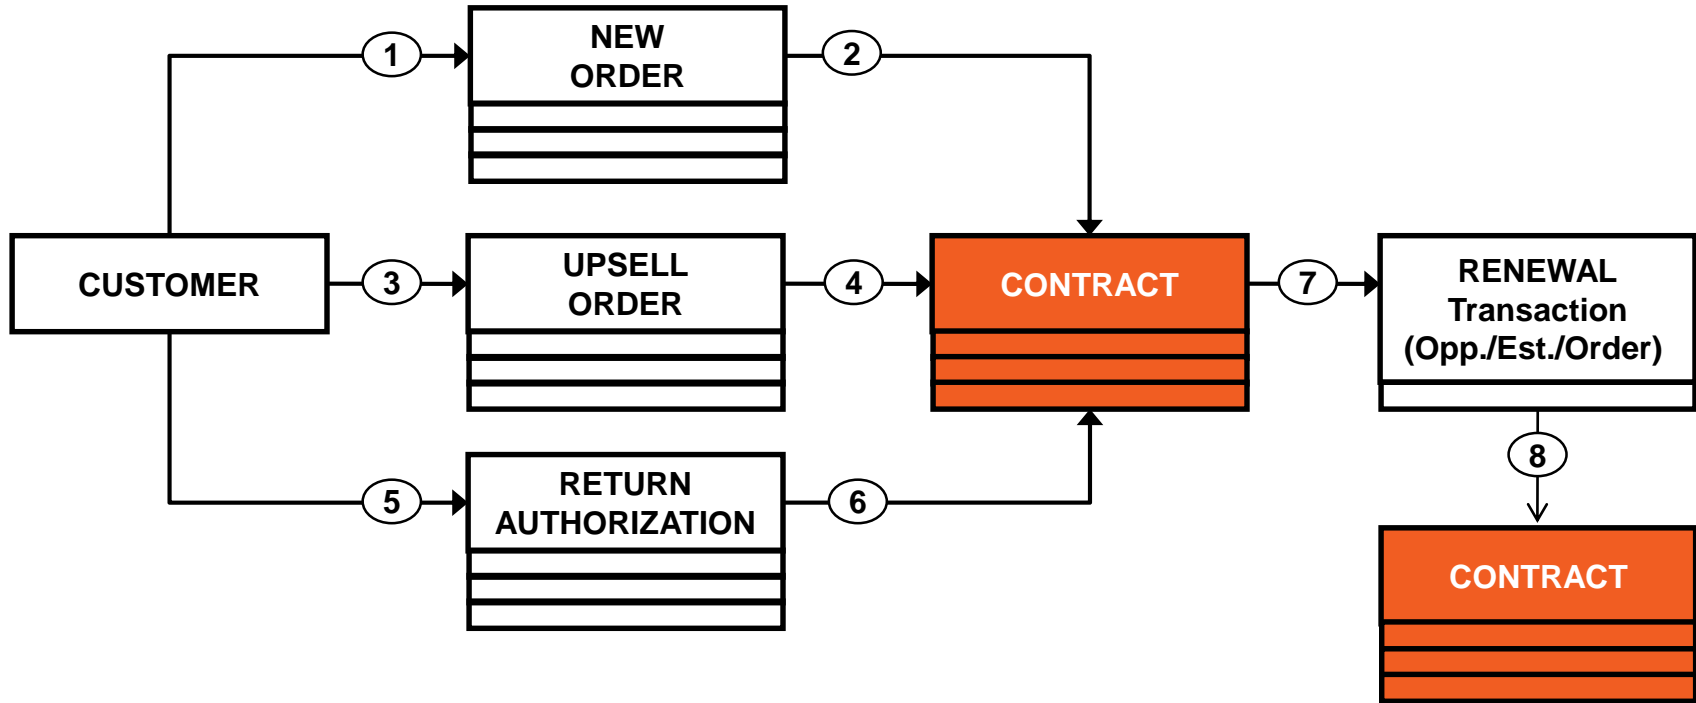 1
NEW
ORDER
2
CUSTOMER
3
UPSELL
ORDER
4
CONTRACT
7
RENEWAL
Transaction
(Opp./Est./Order)
5
RETURN
AUTHORIZATION
6
8
CONTRACT